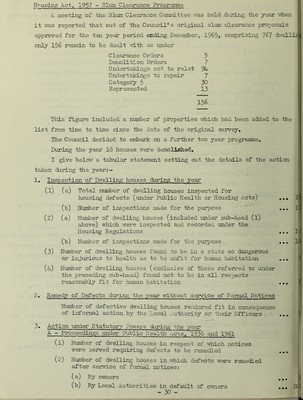 Housing Act, 1957 - Slum Clearance Programme
A meeting of the Slum Clearance Committee was held during the year when
it was reported that out of the Council's original slum clearance proposals
approved for the ten year period ending December, 1965, comprising 767 dwelling
only 156 remain to be dealt with as under
Clearance Orders 5
Demolition Orders 7
Undertakings not to relet 94
Undertakings to repair 7
Category 5 30
Represented 13
156
This figure included a number of properties which had been added to the
list from time to time since the date of the original survey.
The Council decided to embark on a further two year programme.
During the year 18 houses were demolished.
I give below a tabular statement setting out the details of the action
taken during the year:-
1. Inspection of Dwelling houses during the year
(1) (a) Total number of dwelling houses inspected for
housing defects (under Public Health or Housing Acts) ...
(b) Number of inspections made for the purpose ...
(2) (a) Number of dwelling houses (included under sub-head (1)
above) which were inspected and recorded under the
Housing Regulations ...
(b) Number of inspections made for the purpose ...
(3) Number of dwelling houses found to be in a state so dangerous
or injurious to health as to be unfit for human habitation ...
(4) Number of dwelling houses (exclusive of those referred to under
the preceding sub-head) found not to be in all respects
reasonably fit for human habitation ...
2. Remedy of Defects during the year without service of Formal Notices
Number of defective dwelling houses rendered fit in consequence
of informal action by the Local Authority or their Officers ...
3. Action under Statutory Powers during the year
A - Proceedings under Public Health Acts, 1936 and 1961
(1) Number of dwelling houses in respect of which notices
were served requiring defects to be remedied ...
(2) Number of dwelling houses in which defects were remedied
after service of formal notices:
(a) By owners ...
(b) By Local Authorities in default of owners ...
- 30 -